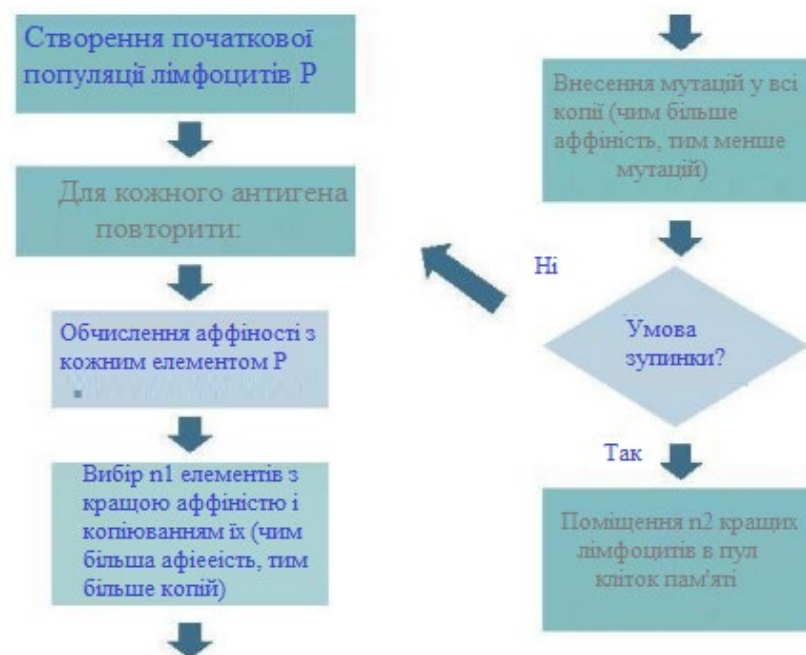 Створення початкової
популяції лімфоцитів Р
Для кожного антигена
повторити:
Обчислення аффіності з
кожним елементом Р
Вибір n1 елементів з
кращою аффіністю і
копіюванням їх (чим
більша афіееість, тим
більше копій)
Внесення мутацій у всі
копії (чим більше
аффіність, тим менше
мутацій)
Ні
Умова
зупинки?
Так
Поміщення n2 кращих
лімфоцитів в пул
кліток пам'яті